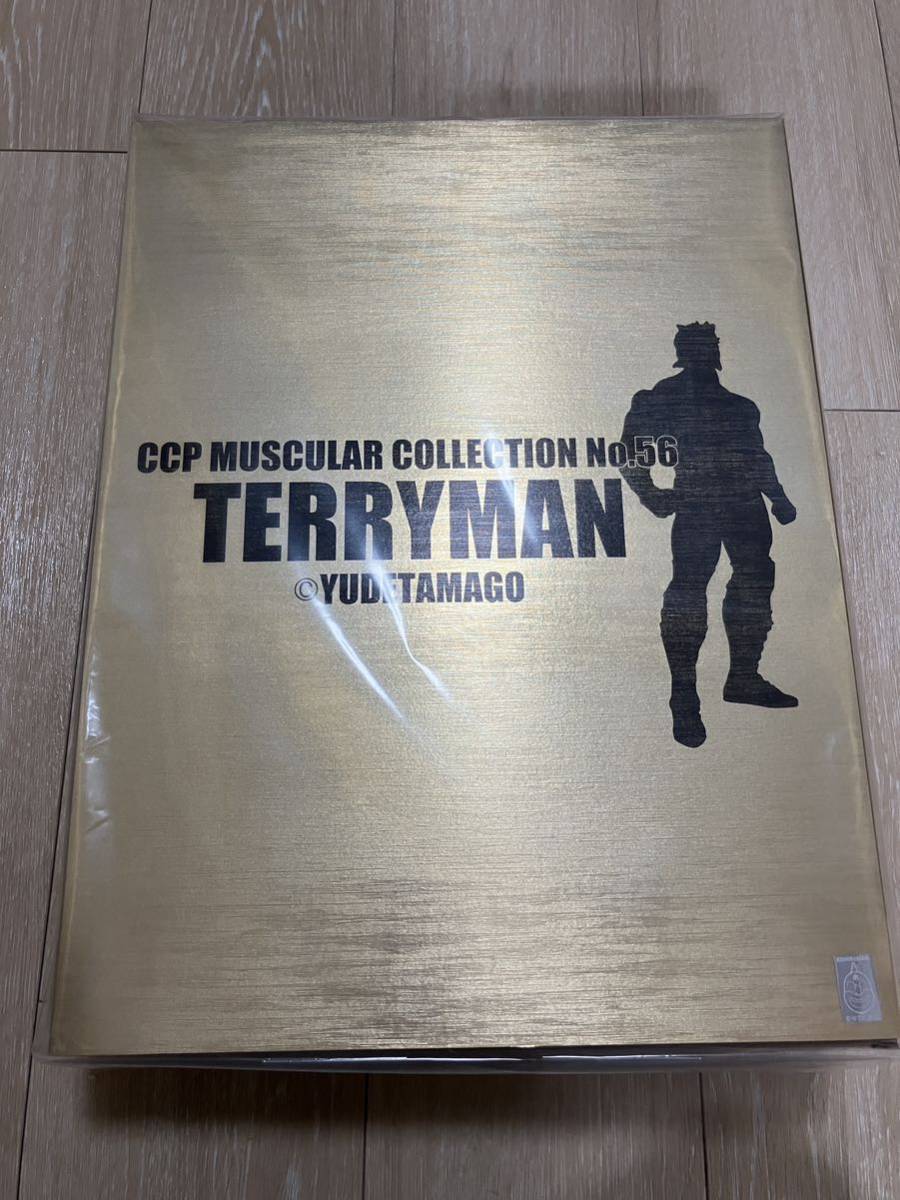 CCP MUSCULAR COLLECTION No.56
TERRYMAN
©YUDETAMAGO